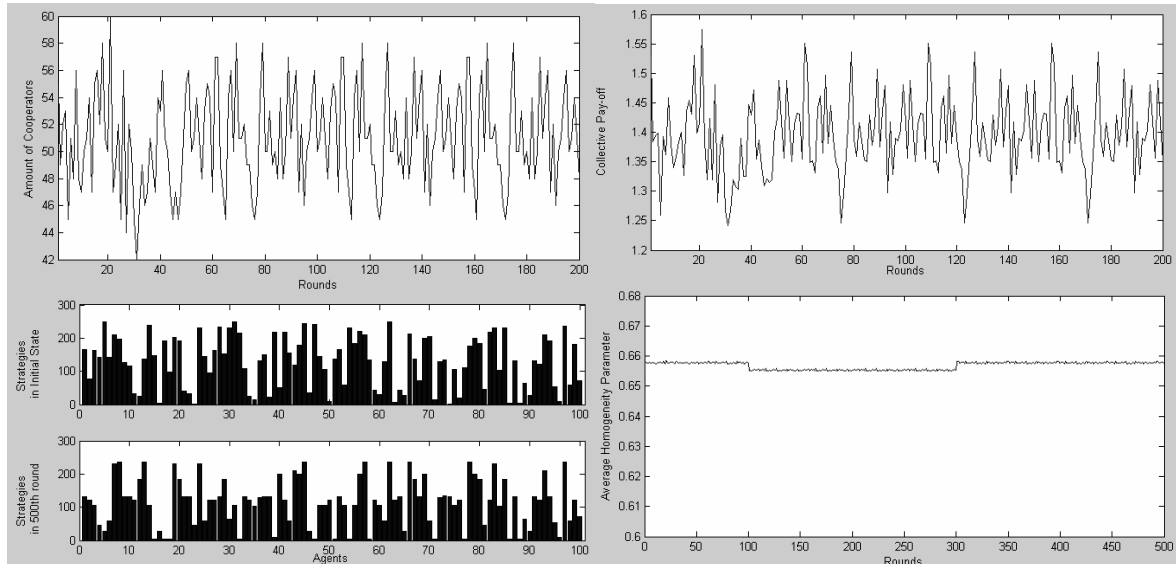 60
58
56
54
52
50
48
46
44
42
Amount of Cooperators
20 40 60 80 100 120 140 160 180 200
Rounds
1.6
1.55
1.5
1.45
1.4
1.35
1.3
1.25
1.2
Collective Pay-off
20 40 60 80 100 120 140 160 180 200
Rounds
300
200
100
0
Strategies
in Initial State
0 10 20 30 40 50 60 70 80 90 100
300
200
100
0
Strategies
in 500th round
0 10 20 30 40 50 60 70 80 90 100
Agents
0.68
0.67
0.66
0.65
0.64
0.63
0.62
0.61
0.6
Average Homogeneity Parameter
0 50 100 150 200 250 300 350 400 450 500
Rounds